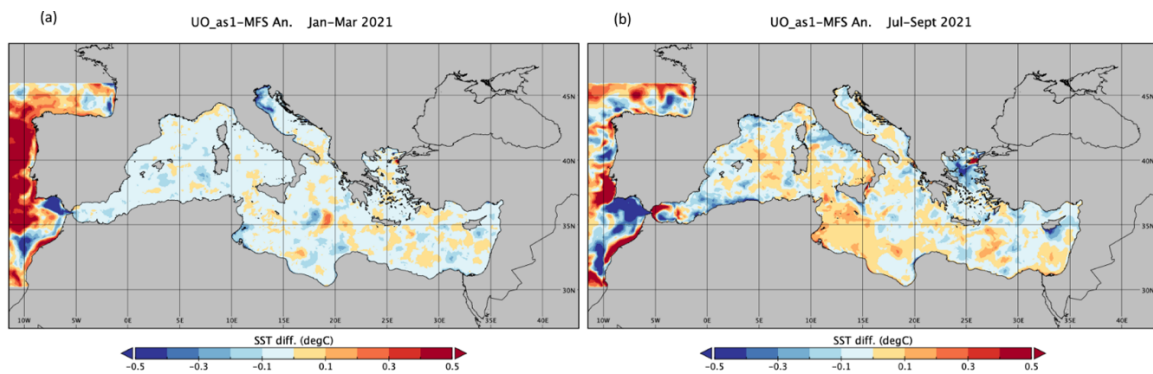 (a)
UO_as1-MFS An. Jan-Mar 2021
45N
40N
35N
30N
10W 5W 0E 5E 10E 15E 20E 25E 30E 35E 40E
SST diff. (degC)
-0.5 -0.3 -0.1 0.1 0.3 0.5
(b)
UO_as1-MFS An. Jul-Sept 2021
45N
40N
35N
30N
10W 5W 0E 5E 10E 15E 20E 25E 30E 35E 40E
SST diff. (degC)
-0.5 -0.3 -0.1 0.1 0.3 0.5